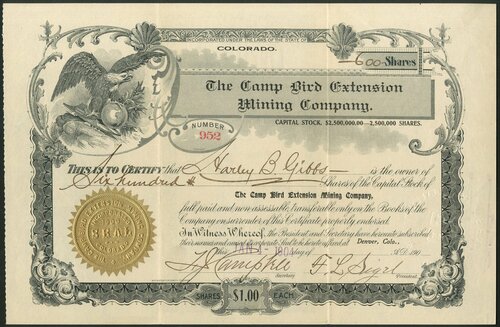 INCORPORATED UNDER THE LAWS OF THE STATE OF
COLORADO.
600 Shares
The Camp Bird Extension
Mining Company.
CAPITAL STOCK, $2,500,000.00 — 2,500,000 SHARES.
NUMBER
952
THIS IS TO CERTIFY that Harley B Gibbs is the owner of
Six hundred Shares of the Capital Stock of
The Camp Bird Extension Mining Company,
full paid and non assessable, transferable only on the Books of the
Company on surrender of this Certificate properly endorsed.
In Witness Whereof, the President and Secretary have hereunto subscribed
their names and caused the Corporate Seal to be hereto affixed at Denver, Colo.,
this JAN 1904 A.D. 190
Secretary
President
SEAL
SHARES $1.00 EACH